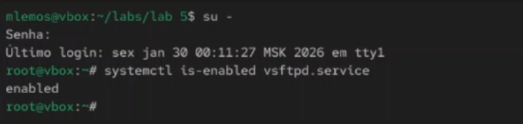 mlemos@vbox:~/labs/lab 5$ su -
Senha:
Último login: sex jan 30 00:11:27 MSK 2026 em tty1
root@vbox:~# systemctl is-enabled vsftpd.service
enabled
root@vbox:~#